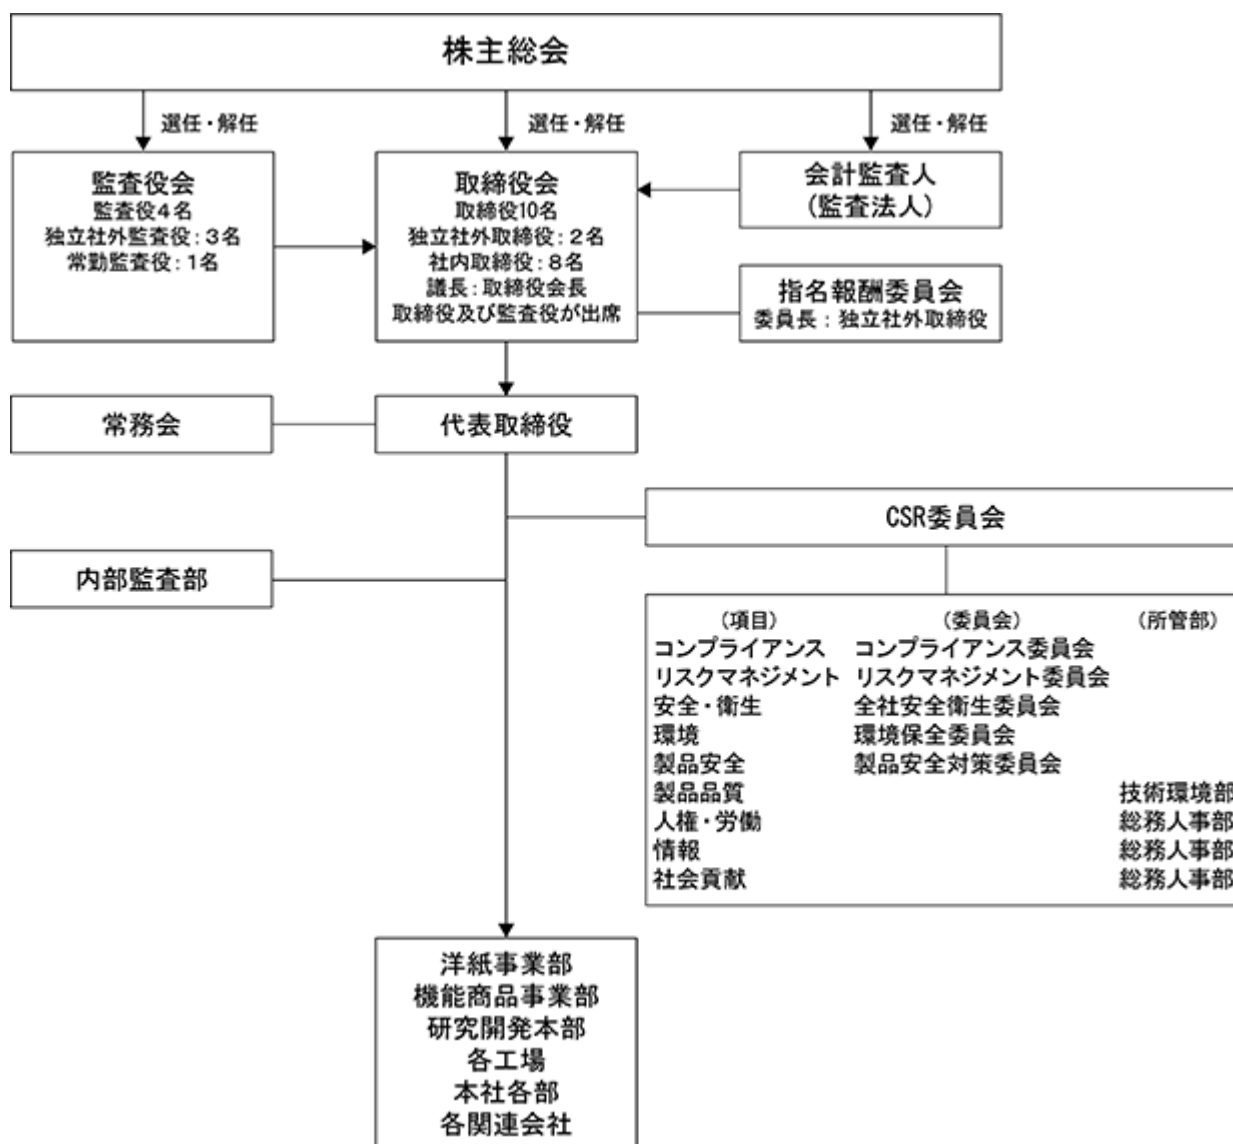 株主総会
選任・解任
選任・解任
選任・解任
監査役会
監査役4名
独立社外監査役:3名
常勤監査役:1名
取締役会
取締役10名
独立社外取締役:2名
社内取締役:8名
議長:取締役会長
取締役及び監査役が出席
会計監査人
(監査法人)
指名報酬委員会
委員長:独立社外取締役
常務会
代表取締役
CSR委員会
内部監査部
(項目) (委員会) (所管部)
コンプライアンス コンプライアンス委員会
リスクマネジメント リスクマネジメント委員会
安全・衛生 全社安全衛生委員会
環境 環境保全委員会
製品安全 製品安全対策委員会
製品品質 技術環境部
人権・労働 総務人事部
情報 総務人事部
社会貢献 総務人事部
洋紙事業部
機能商品事業部
研究開発本部
各工場
本社各部
各関連会社